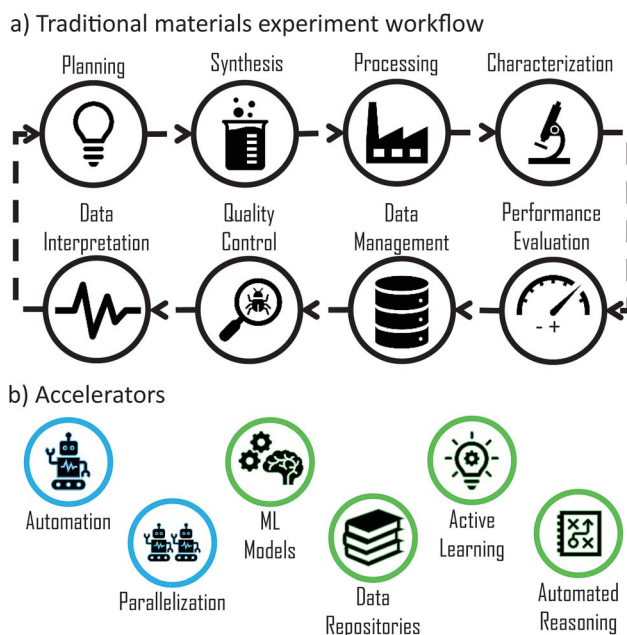 a) Traditional materials experiment workflow
Planning
Synthesis
Processing
Characterization
Data
Interpretation
Quality
Control
Data
Management
Performance
Evaluation
- +
b) Accelerators
Automation
Parallelization
ML
Models
Data
Repositories
Active
Learning
Automated
Reasoning